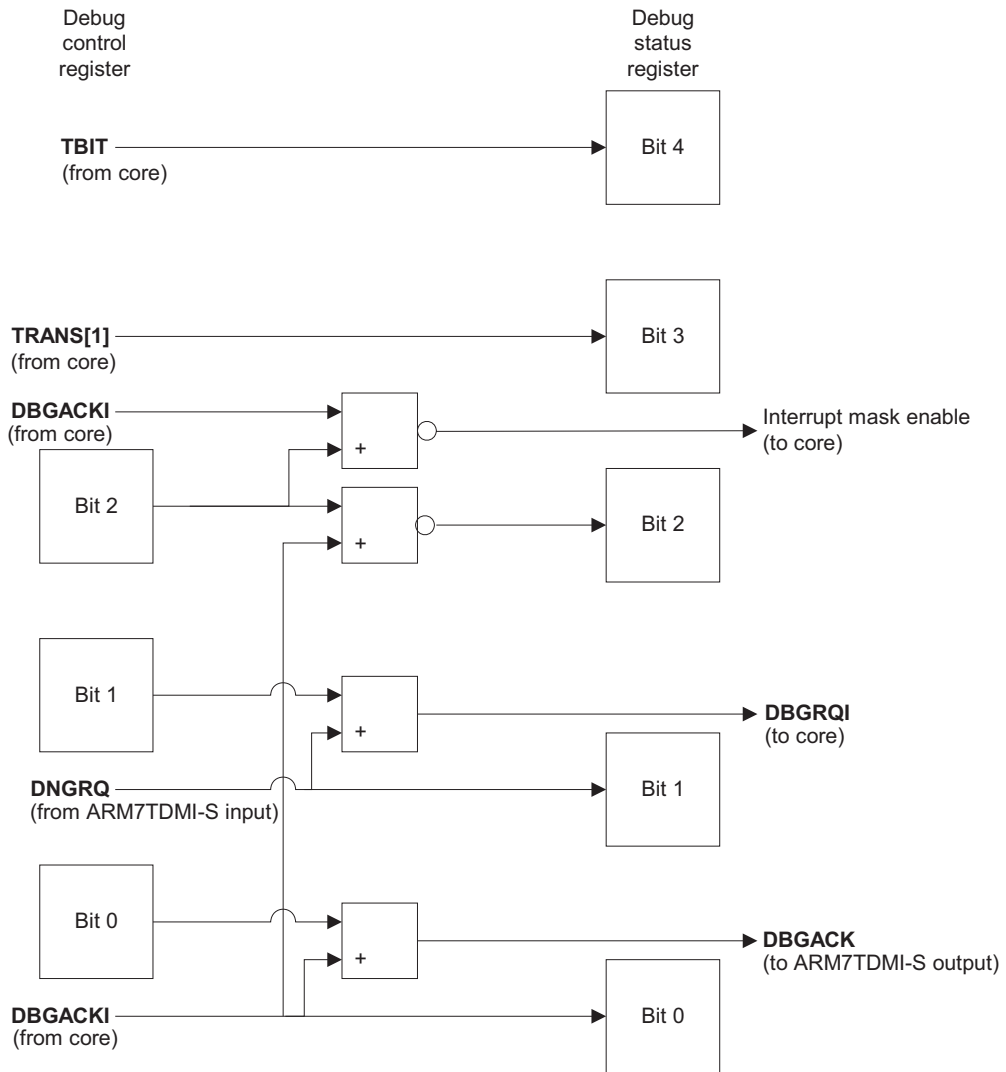 Debug
control
register
Debug
status
register
TBIT
(from core)
Bit 4
TRANS[1]
(from core)
Bit 3
DBGACKI
(from core)
+
Interrupt mask enable
(to core)
Bit 2
+
Bit 2
Bit 1
+
DBGRQI
(to core)
DNGRQ
(from ARM7TDMI-S input)
Bit 1
Bit 0
+
DBGACK
(to ARM7TDMI-S output)
DBGACKI
(from core)
Bit 0